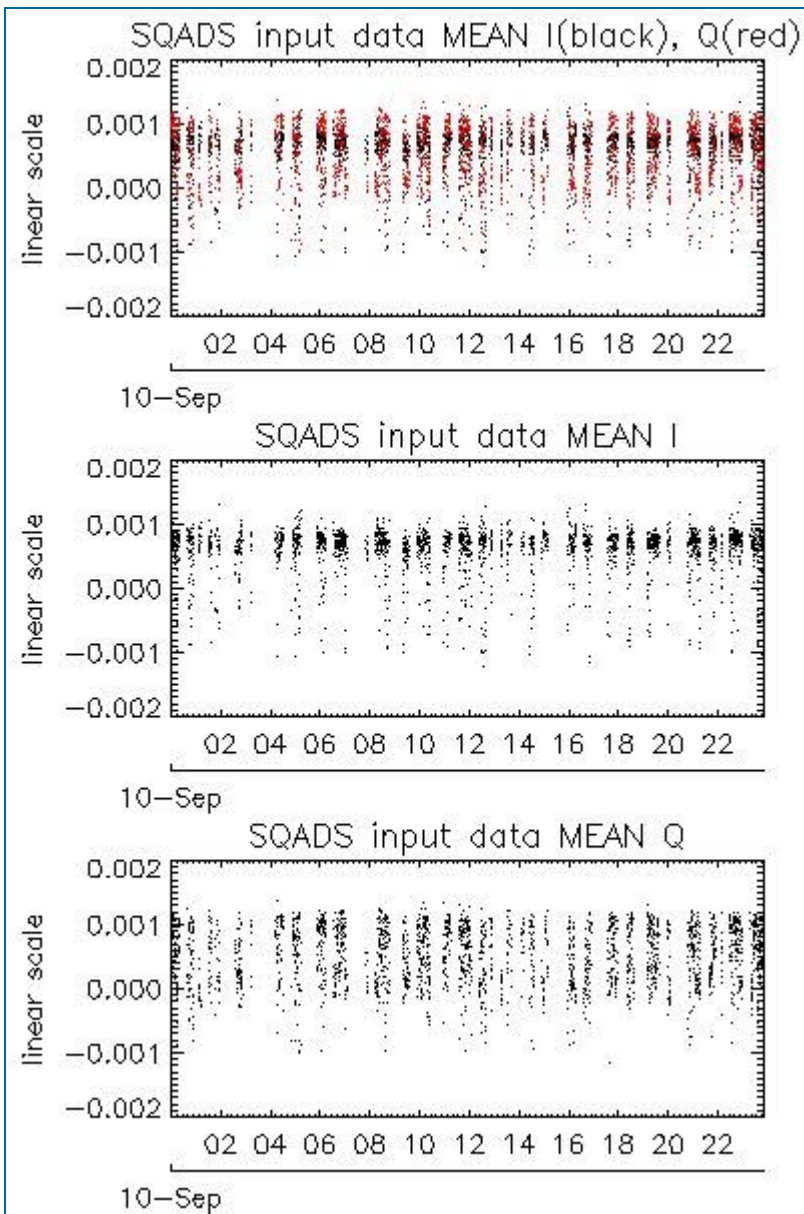 SQADS input data MEAN I(black), Q(red)
linear scale
0.002
0.001
0.000
−0.001
−0.002
02 04 06 08 10 12 14 16 18 20 22
10−Sep
SQADS input data MEAN I
linear scale
0.002
0.001
0.000
−0.001
−0.002
02 04 06 08 10 12 14 16 18 20 22
10−Sep
SQADS input data MEAN Q
linear scale
0.002
0.001
0.000
−0.001
−0.002
02 04 06 08 10 12 14 16 18 20 22
10−Sep